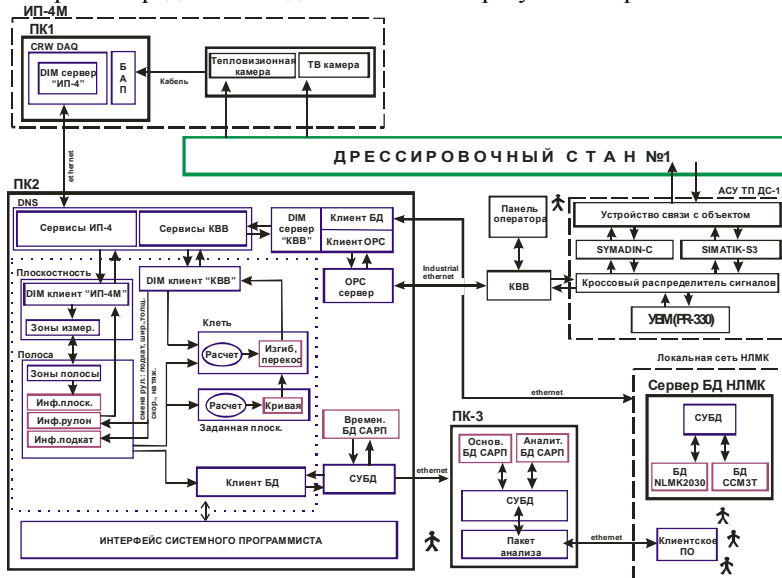 ИП-4М
ПК1
CRW DAQ
DIM сервер
"ИП-4"
Б
А
П
Кабель
Тепловизионная
камера
ТВ камера
ethernet
ДРЕССИРОВОЧНЫЙ СТАН №1
ПК2
DNS
Сервисы ИП-4
Сервисы КВВ
DIM
сервер
"КВВ"
Клиент БД
Клиент ОРС
ОРС
сервер
Панель
оператора
Industrial
ethernet
КВВ
АСУ ТП ДС-1
Устройство связи с объектом
SYMADIN-C
SIMATIK-S3
Кроссовый распределитель сигналов
УВМ(PR-330)
Плоскостность
DIM клиент "ИП-4М"
Зоны измер.
DIM клиент "КВВ"
Клеть
Расчет
Изгиб,
перекос
Полоса
Зоны полосы
Инф.плоск.
Инф.рулон
Инф.подкат
смена рул.: подкат, шир.,толщ.
скор., натяж.
Расчет
Кривая
Заданная плоск.
Времен.
БД САРП
Клиент БД
СУБД
ethernet
ИНТЕРФЕЙС СИСТЕМНОГО ПРОГРАММИСТА
ethernet
ПК-3
Основ.
БД САРП
Аналит.
БД САРП
СУБД
Пакет
анализа
ethernet
Локальная сеть НЛМК
Сервер БД НЛМК
СУБД
БД
NLMK2030
БД
ССМ3Т
Клиентское
ПО